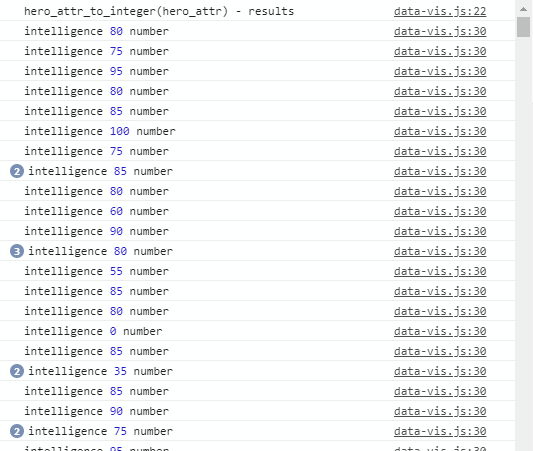 hero_attr_to_integer(hero_attr) - results data-vis.js:22
intelligence 80 number data-vis.js:30
intelligence 75 number data-vis.js:30
intelligence 95 number data-vis.js:30
intelligence 80 number data-vis.js:30
intelligence 85 number data-vis.js:30
intelligence 100 number data-vis.js:30
intelligence 75 number data-vis.js:30
2 intelligence 85 number data-vis.js:30
intelligence 80 number data-vis.js:30
intelligence 60 number data-vis.js:30
intelligence 90 number data-vis.js:30
3 intelligence 80 number data-vis.js:30
intelligence 55 number data-vis.js:30
intelligence 85 number data-vis.js:30
intelligence 80 number data-vis.js:30
intelligence 0 number data-vis.js:30
intelligence 85 number data-vis.js:30
2 intelligence 35 number data-vis.js:30
intelligence 85 number data-vis.js:30
intelligence 90 number data-vis.js:30
2 intelligence 75 number data-vis.js:30
intelligence 95 number data-vis.js:30